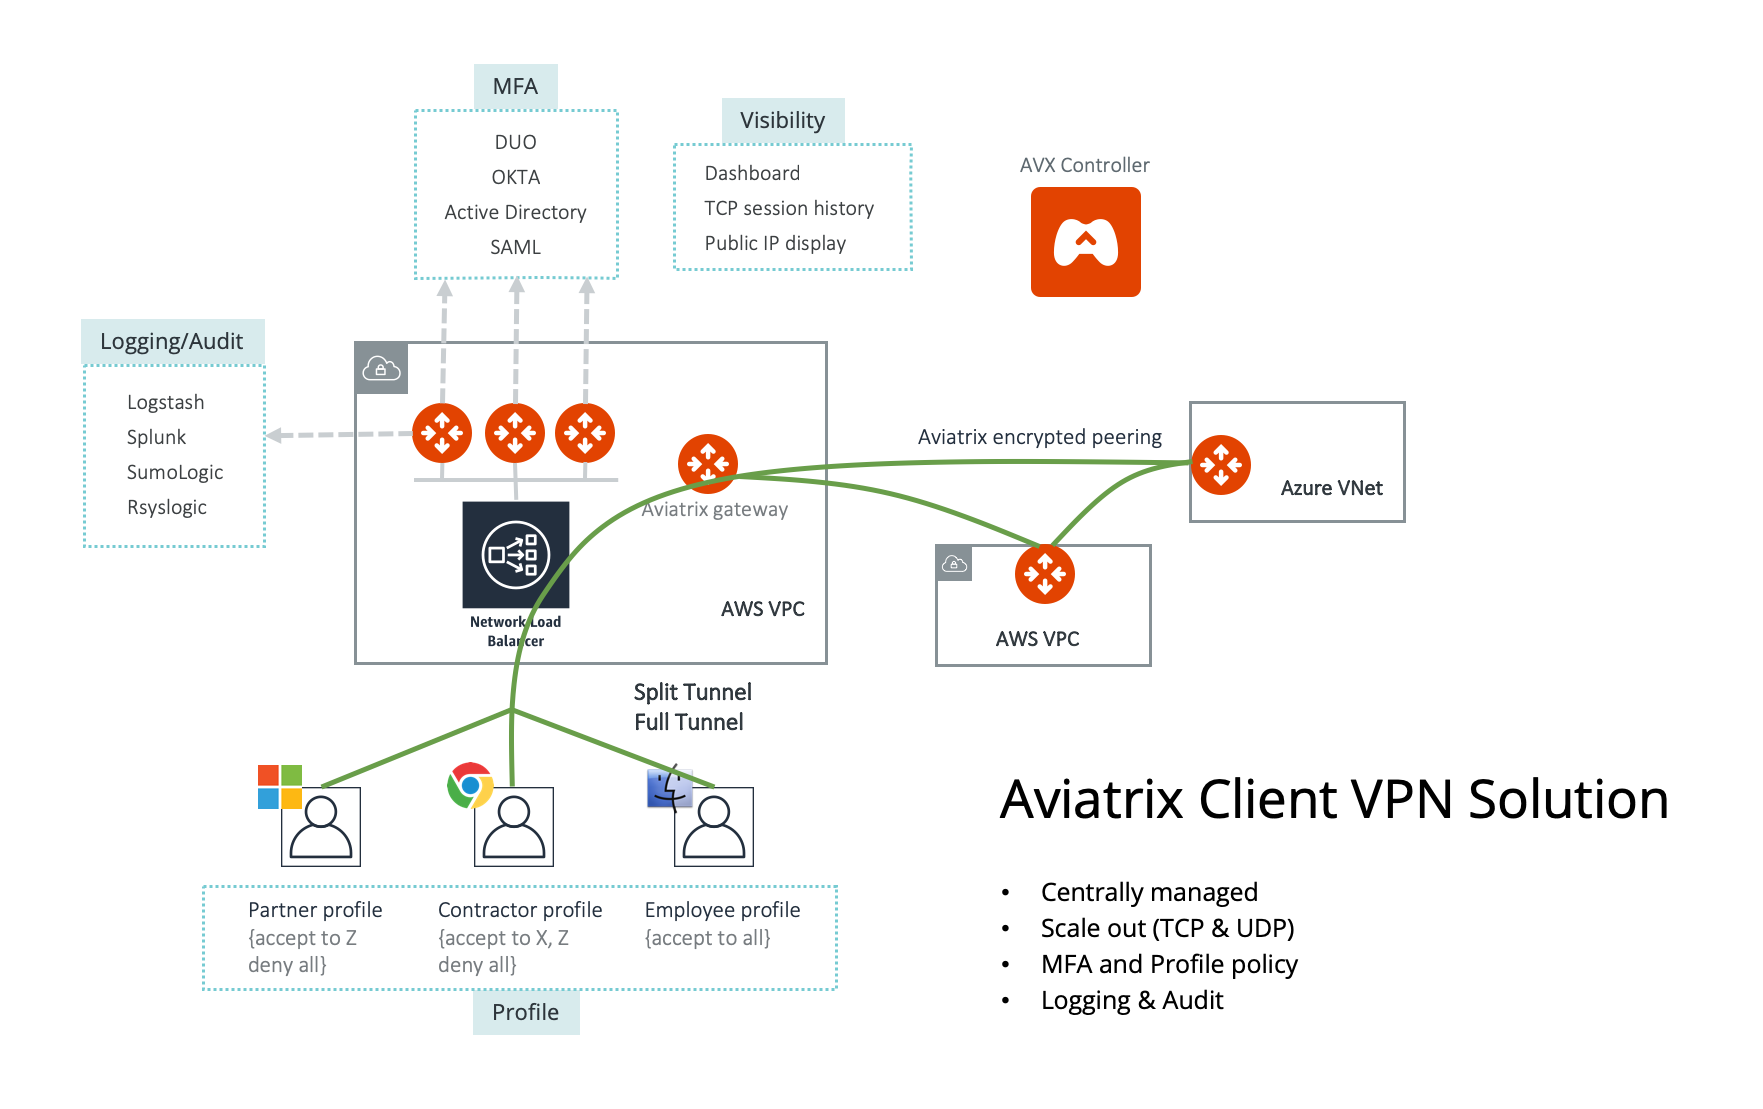 MFA
DUO
OKTA
Active Directory
SAML
Visibility
Dashboard
TCP session history
Public IP display
AVX Controller
Logging/Audit
Logstash
Splunk
SumoLogic
Rsyslogic
Aviatrix encrypted peering
Azure VNet
Aviatrix gateway
AWS VPC
Network Load
Balancer
AWS VPC
Split Tunnel
Full Tunnel
Partner profile
{accept to Z
deny all}
Contractor profile
{accept to X, Z
deny all}
Employee profile
{accept to all}
Profile
Aviatrix Client VPN Solution
• Centrally managed
• Scale out (TCP & UDP)
• MFA and Profile policy
• Logging & Audit